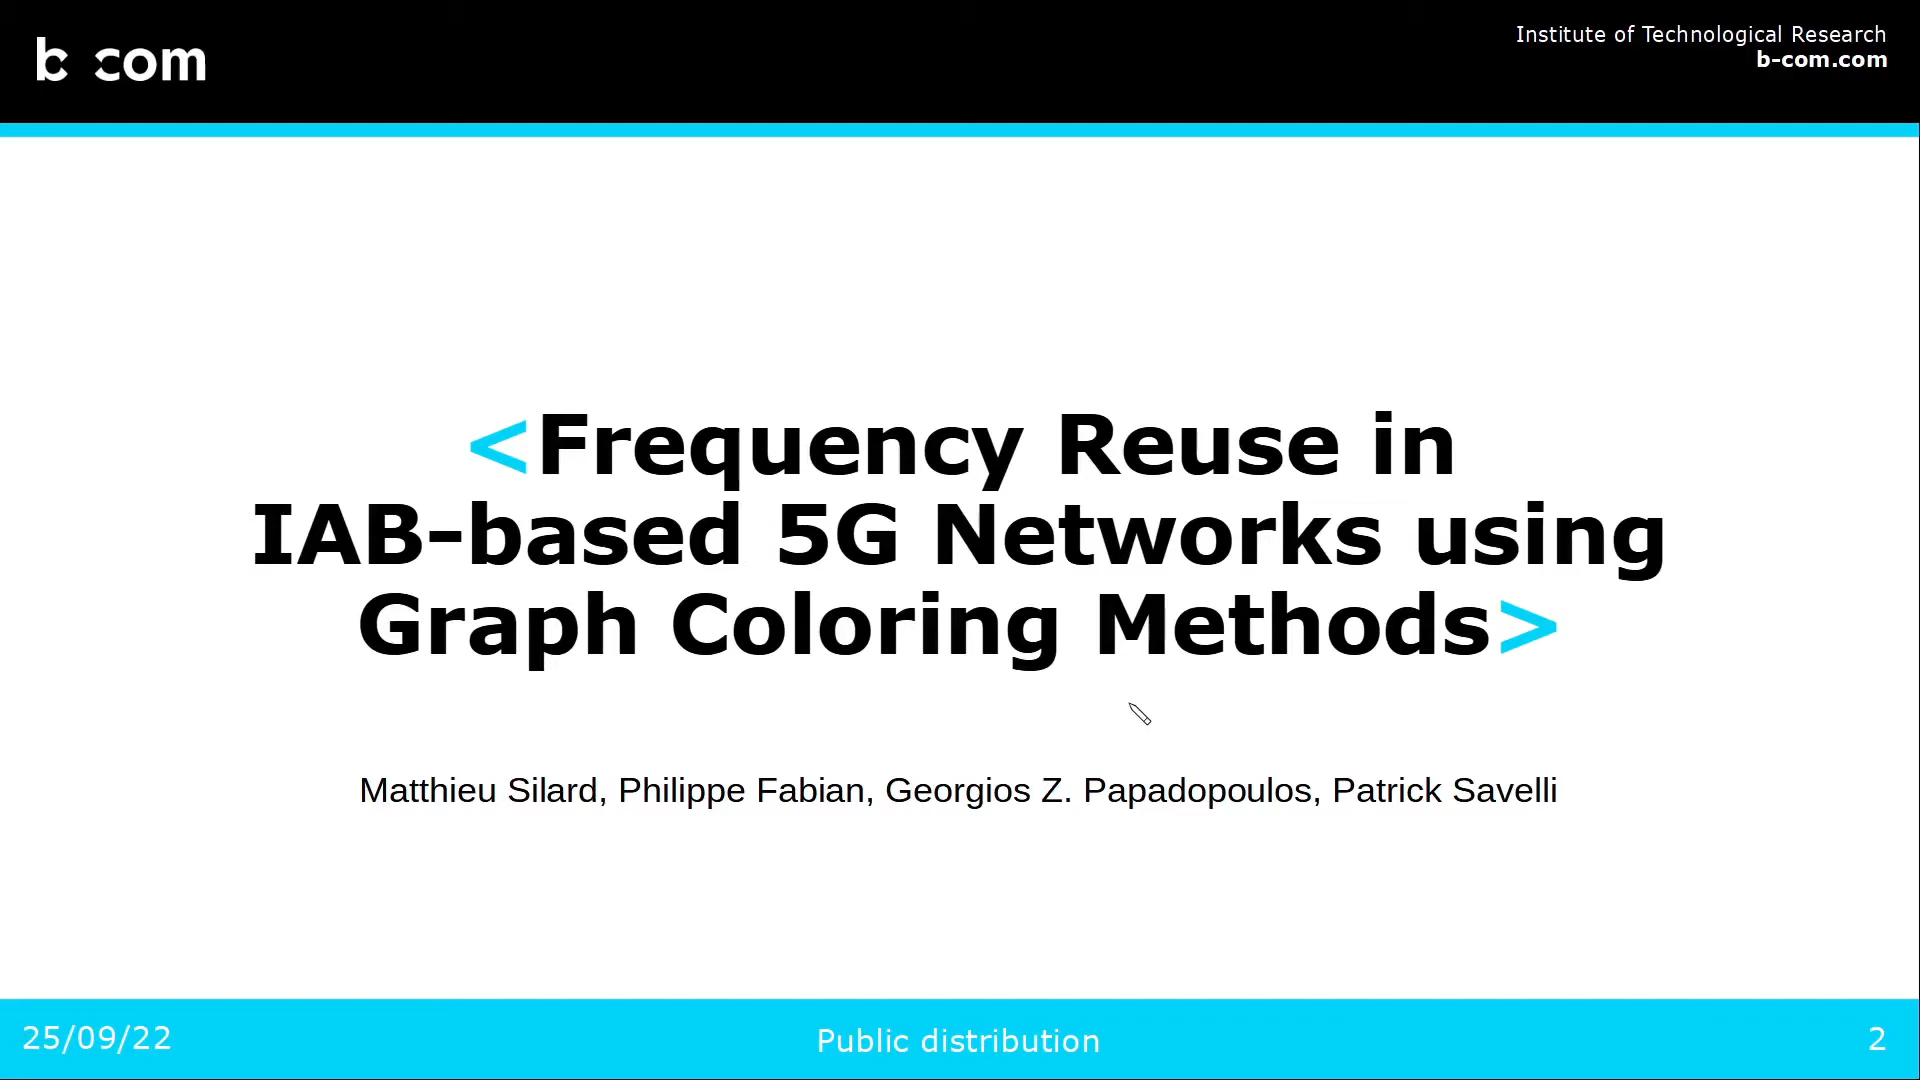 b com
Institute of Technological Research
b-com.com
<Frequency Reuse in
IAB-based 5G Networks using
Graph Coloring Methods>
Matthieu Silard, Philippe Fabian, Georgios Z. Papadopoulos, Patrick Savelli
25/09/22
Public distribution
2